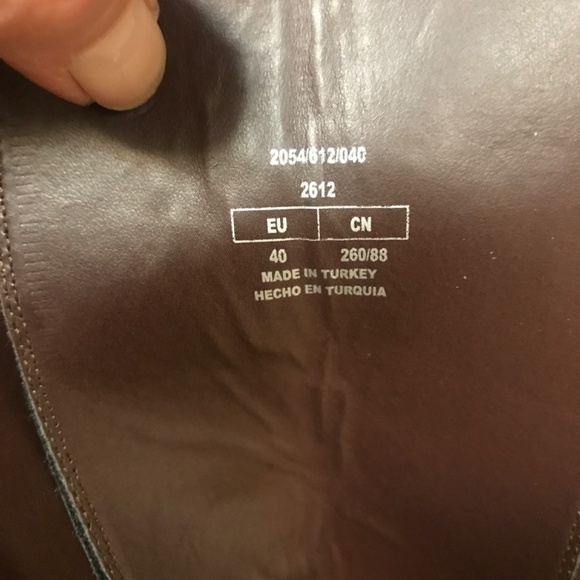 2054/612/040
2612
EU CN
40 260/88
MADE IN TURKEY
HECHO EN TURQUIA